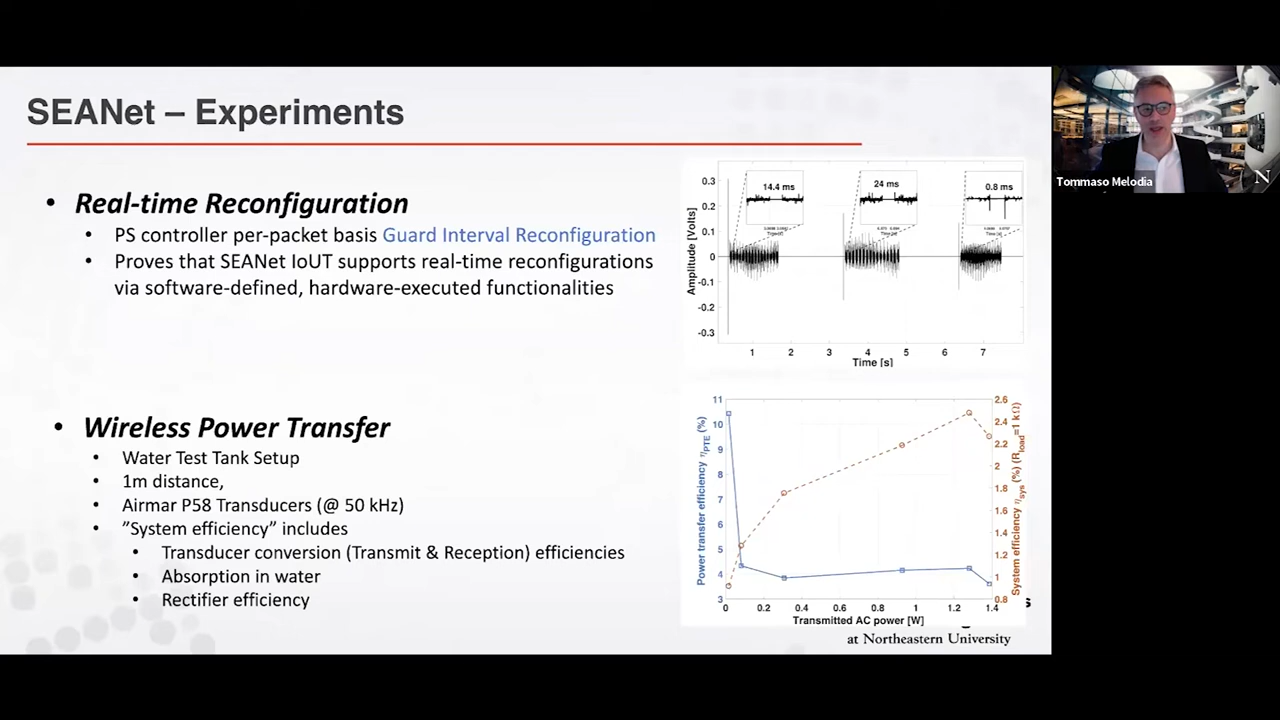 SEANet – Experiments
• Real-time Reconfiguration
• PS controller per-packet basis Guard Interval Reconfiguration
• Proves that SEANet IoUT supports real-time reconfigurations
via software-defined, hardware-executed functionalities
• Wireless Power Transfer
• Water Test Tank Setup
• 1m distance,
• Airmar P58 Transducers (@ 50 kHz)
• ”System efficiency” includes
• Transducer conversion (Transmit & Reception) efficiencies
• Absorption in water
• Rectifier efficiency
Amplitude [Volts]
0.3
0.2
0.1
0
-0.1
-0.2
-0.3
14.4 ms
24 ms
0.8 ms
1 2 3 4 5 6 7
Time [s]
Power transfer efficiency ηPTE (%)
11
10
9
8
7
6
5
4
3
0 0.2 0.4 0.6 0.8 1 1.2 1.4
Transmitted AC power [W]
2.6
2.4
2.2
2
1.8
1.6
1.4
1.2
1
0.8
System efficiency ηsys (%) (Rload=1 kΩ)
at Northeastern University
Tommaso Melodia
N